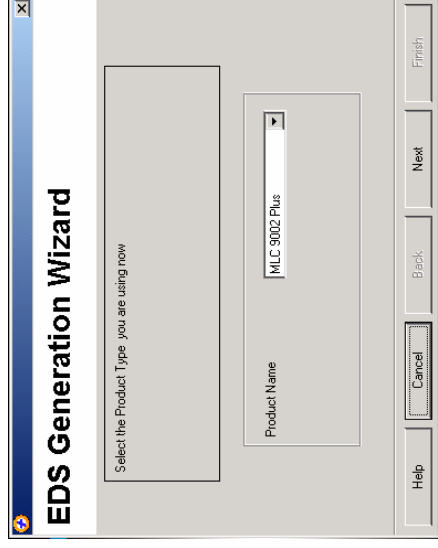 EDS Generation Wizard
Select the Product Type you are using now
Product Name
MLC 9002 Plus
Help
Cancel
Back
Next
Finish